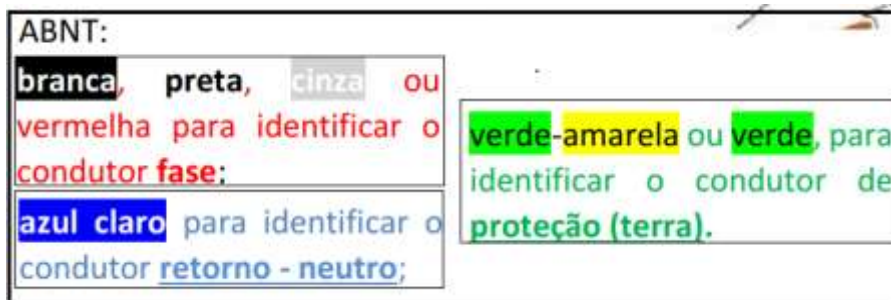 ABNT:
branca, preta, cinza ou
vermelha para identificar o
condutor fase;
azul claro para identificar o
condutor retorno - neutro;
verde-amarela ou verde, para
identificar o condutor de
proteção (terra).